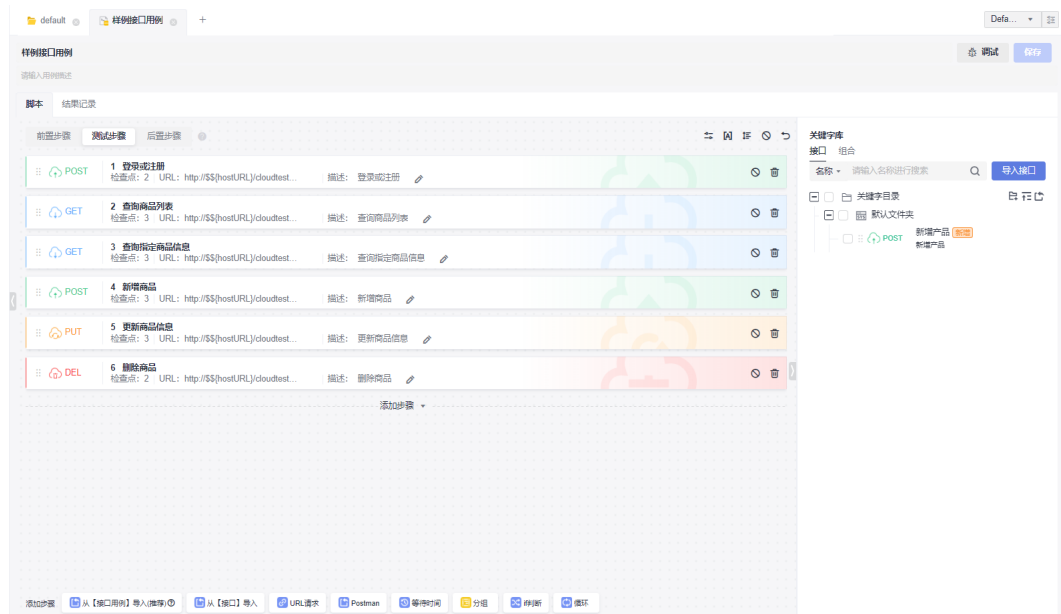 default 样例接口用例 + Defa...
样例接口用例 调试 保存
请输入用例描述
脚本 结果记录
前置步骤 测试步骤 后置步骤
POST 1 登录或注册
检查点: 2 URL: http://$${hostURL}/cloudtest... 描述: 登录或注册
GET 2 查询商品列表
检查点: 3 URL: http://$${hostURL}/cloudtest... 描述: 查询商品列表
GET 3 查询指定商品信息
检查点: 3 URL: http://$${hostURL}/cloudtest... 描述: 查询指定商品信息
POST 4 新增商品
检查点: 3 URL: http://$${hostURL}/cloudtest... 描述: 新增商品
PUT 5 更新商品信息
检查点: 3 URL: http://$${hostURL}/cloudtest... 描述: 更新商品信息
DEL 6 删除商品
检查点: 2 URL: http://$${hostURL}/cloudtest... 描述: 删除商品
添加步骤
关键字库
接口 组合
名称 请输入名称进行搜索 导入接口
关键字目录
默认文件夹
POST 新增产品 新增
新增产品
添加步骤 从【接口用例】导入(推荐) 从【接口】导入 URL请求 Postman 等待时间 分组 if判断 循环